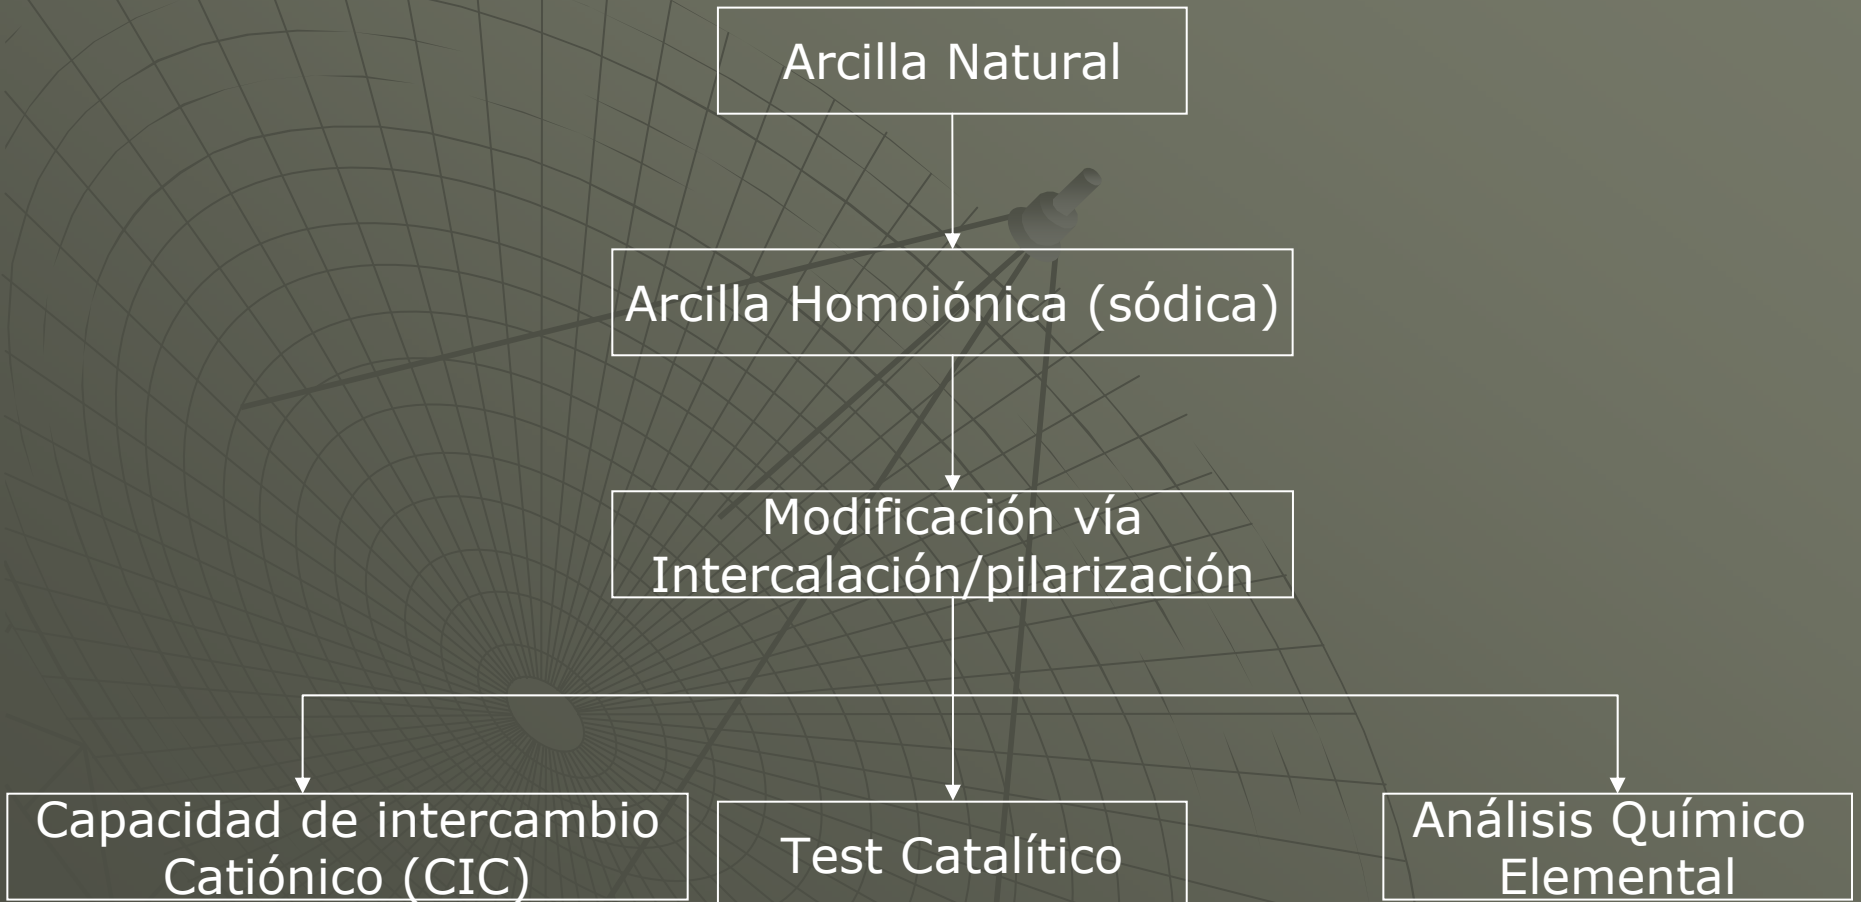 Arcilla Natural
Arcilla Homoiónica (sódica)
Modificación vía
Intercalación/pilarización
Capacidad de intercambio
Catiónico (CIC)
Test Catalítico
Análisis Químico
Elemental